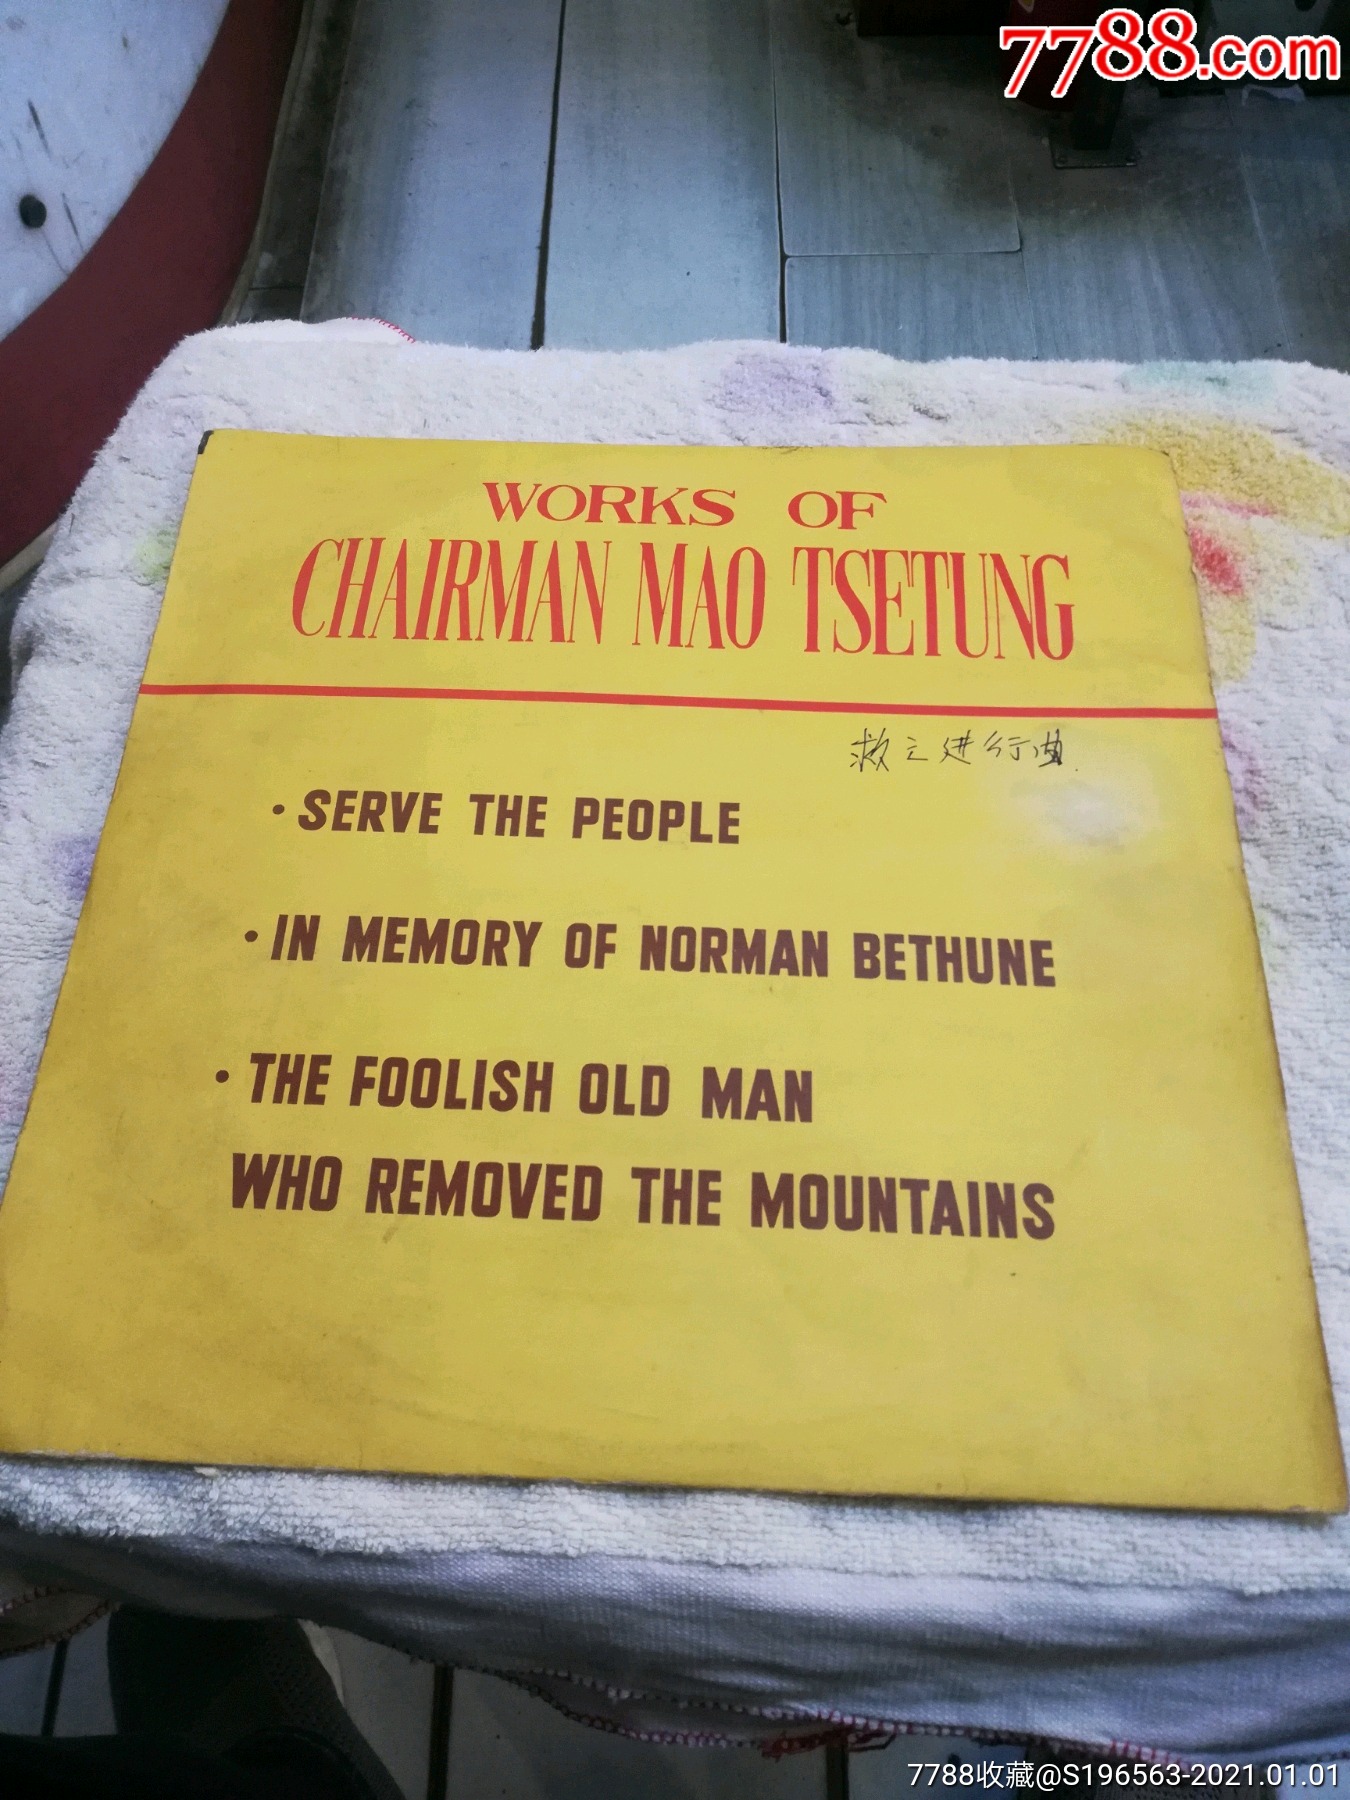 7788.com
WORKS OF
CHAIRMAN MAO TSETUNG
救亡进行曲
• SERVE THE PEOPLE
• IN MEMORY OF NORMAN BETHUNE
• THE FOOLISH OLD MAN
WHO REMOVED THE MOUNTAINS
7788收藏@S196563-2021.01.01